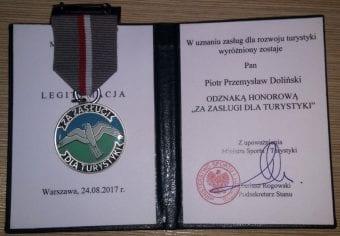 LEGITYMACJA
ZA ZASŁUGI
DLA TURYSTYKI
Warszawa, 24.08.2017 r.
W uznaniu zasług dla rozwoju turystyki
wyróżniony zostaje
Pan
Piotr Przemysław Doliński
ODZNAKĄ HONOROWĄ
„ZA ZASŁUGI DLA TURYSTYKI”
Z upoważnienia
Ministra Sportu Turystyki
Rogowski
Podsekretarz Stanu